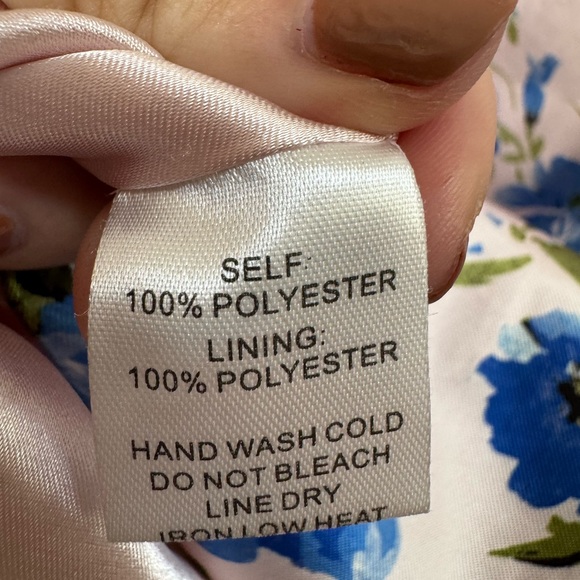 SELF:
100% POLYESTER
LINING:
100% POLYESTER
HAND WASH COLD
DO NOT BLEACH
LINE DRY
IRON LOW HEAT